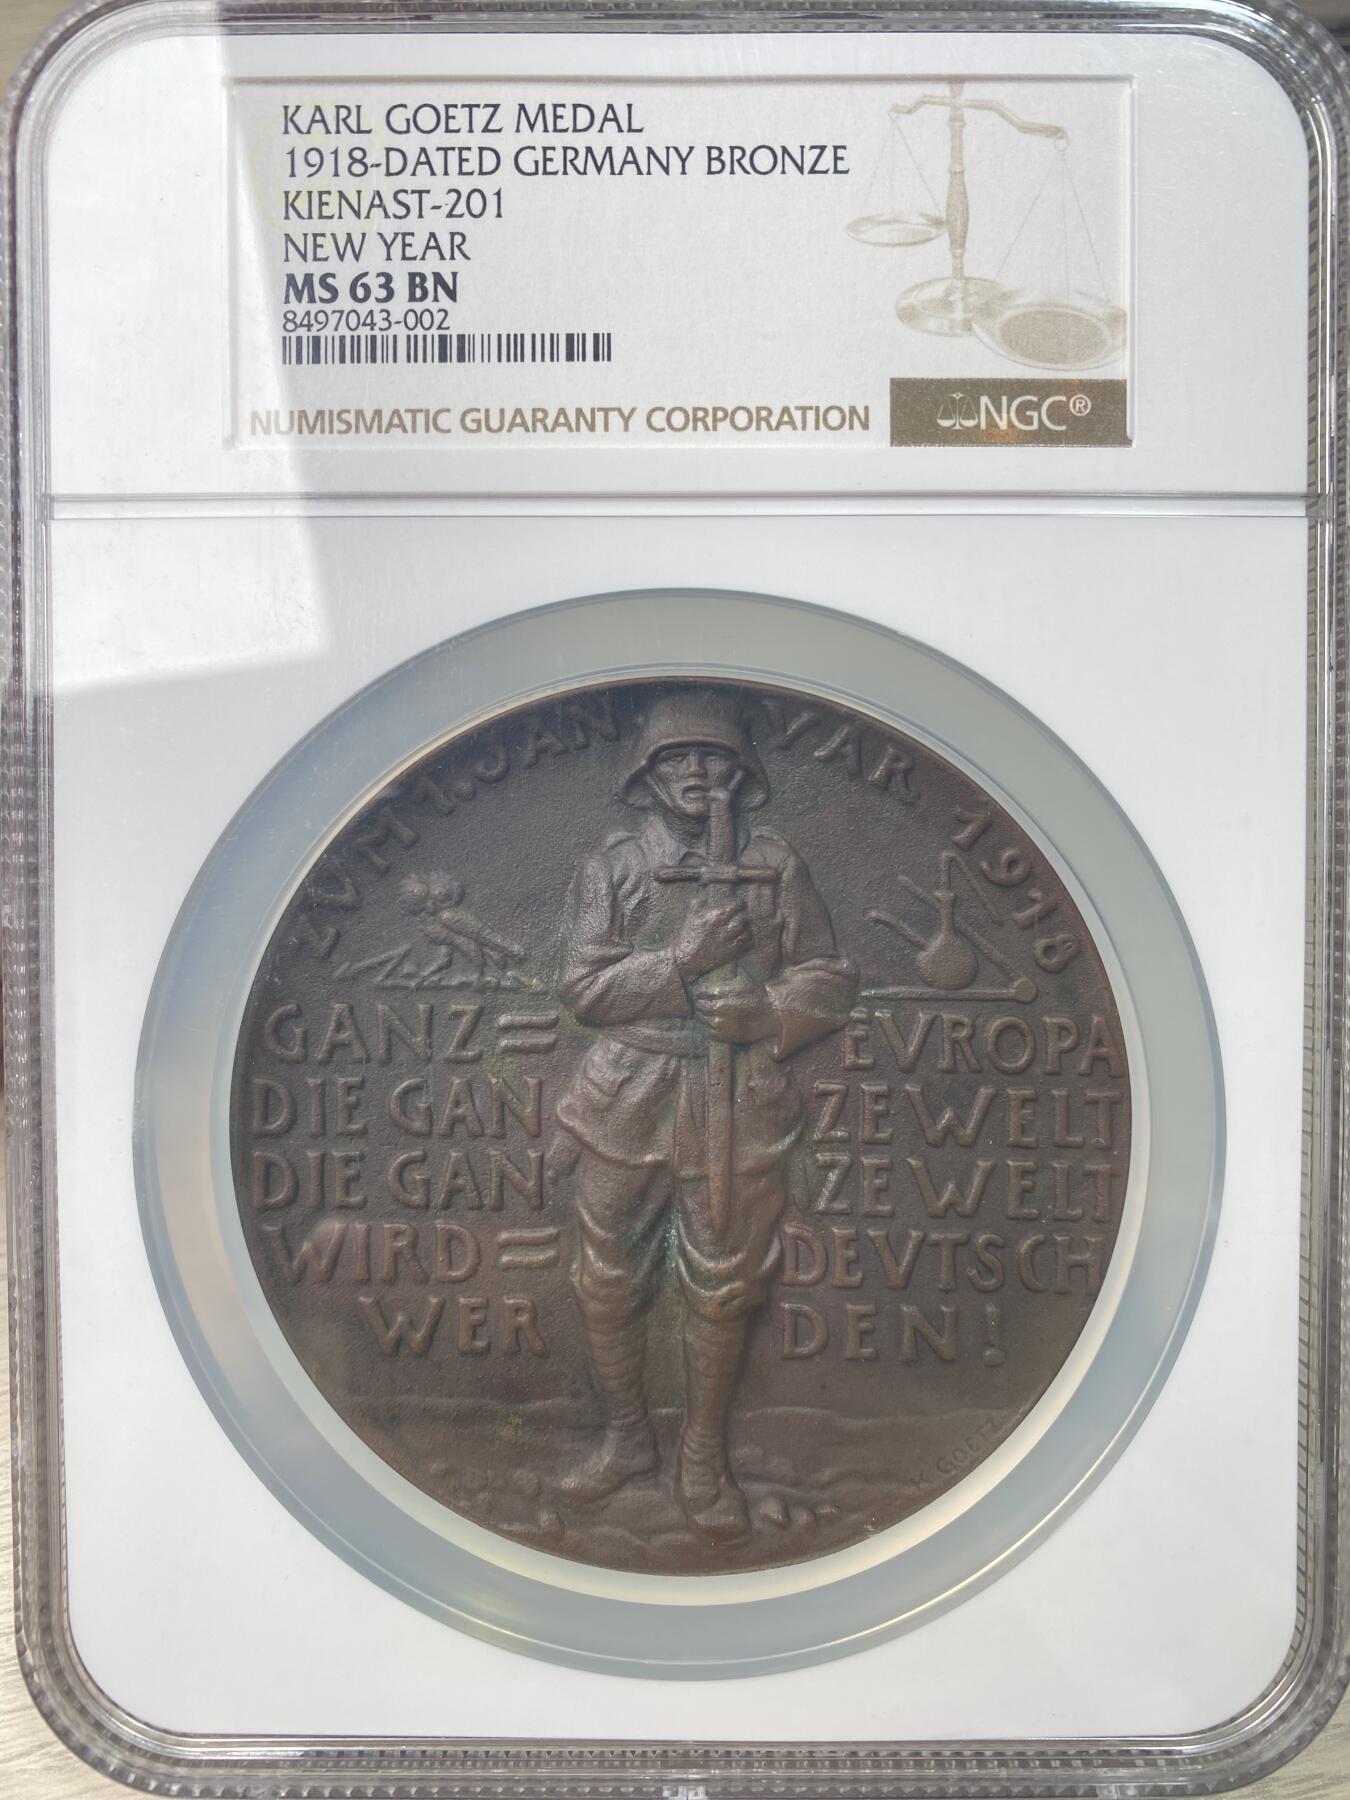 KARL GOETZ MEDAL
1918-DATED GERMANY BRONZE
KIENAST-201
NEW YEAR
MS 63 BN
8497043-002
NUMISMATIC GUARANTY CORPORATION
NGC®
ZVM 1. JANVAR 1918
GANZ= EVROPA
DIE GAN ZE WELT
DIE GAN ZE WELT
WIRD= DEVTSCH
WER DEN!
K GOETZ